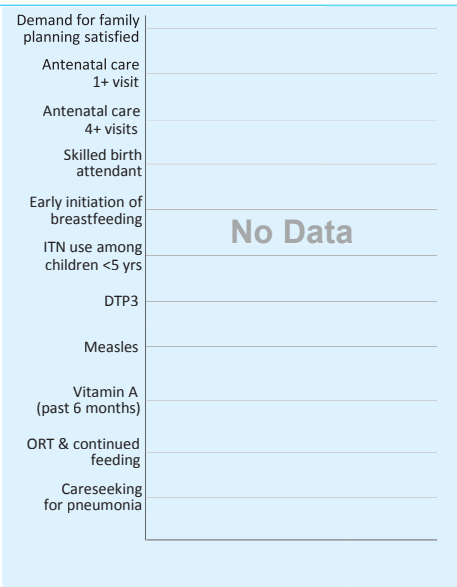 Demand for family
planning satisfied
Antenatal care
1+ visit
Antenatal care
4+ visits
Skilled birth
attendant
Early initiation of
breastfeeding
No Data
ITN use among
children <5 yrs
DTP3
Measles
Vitamin A
(past 6 months)
ORT & continued
feeding
Careseeking
for pneumonia